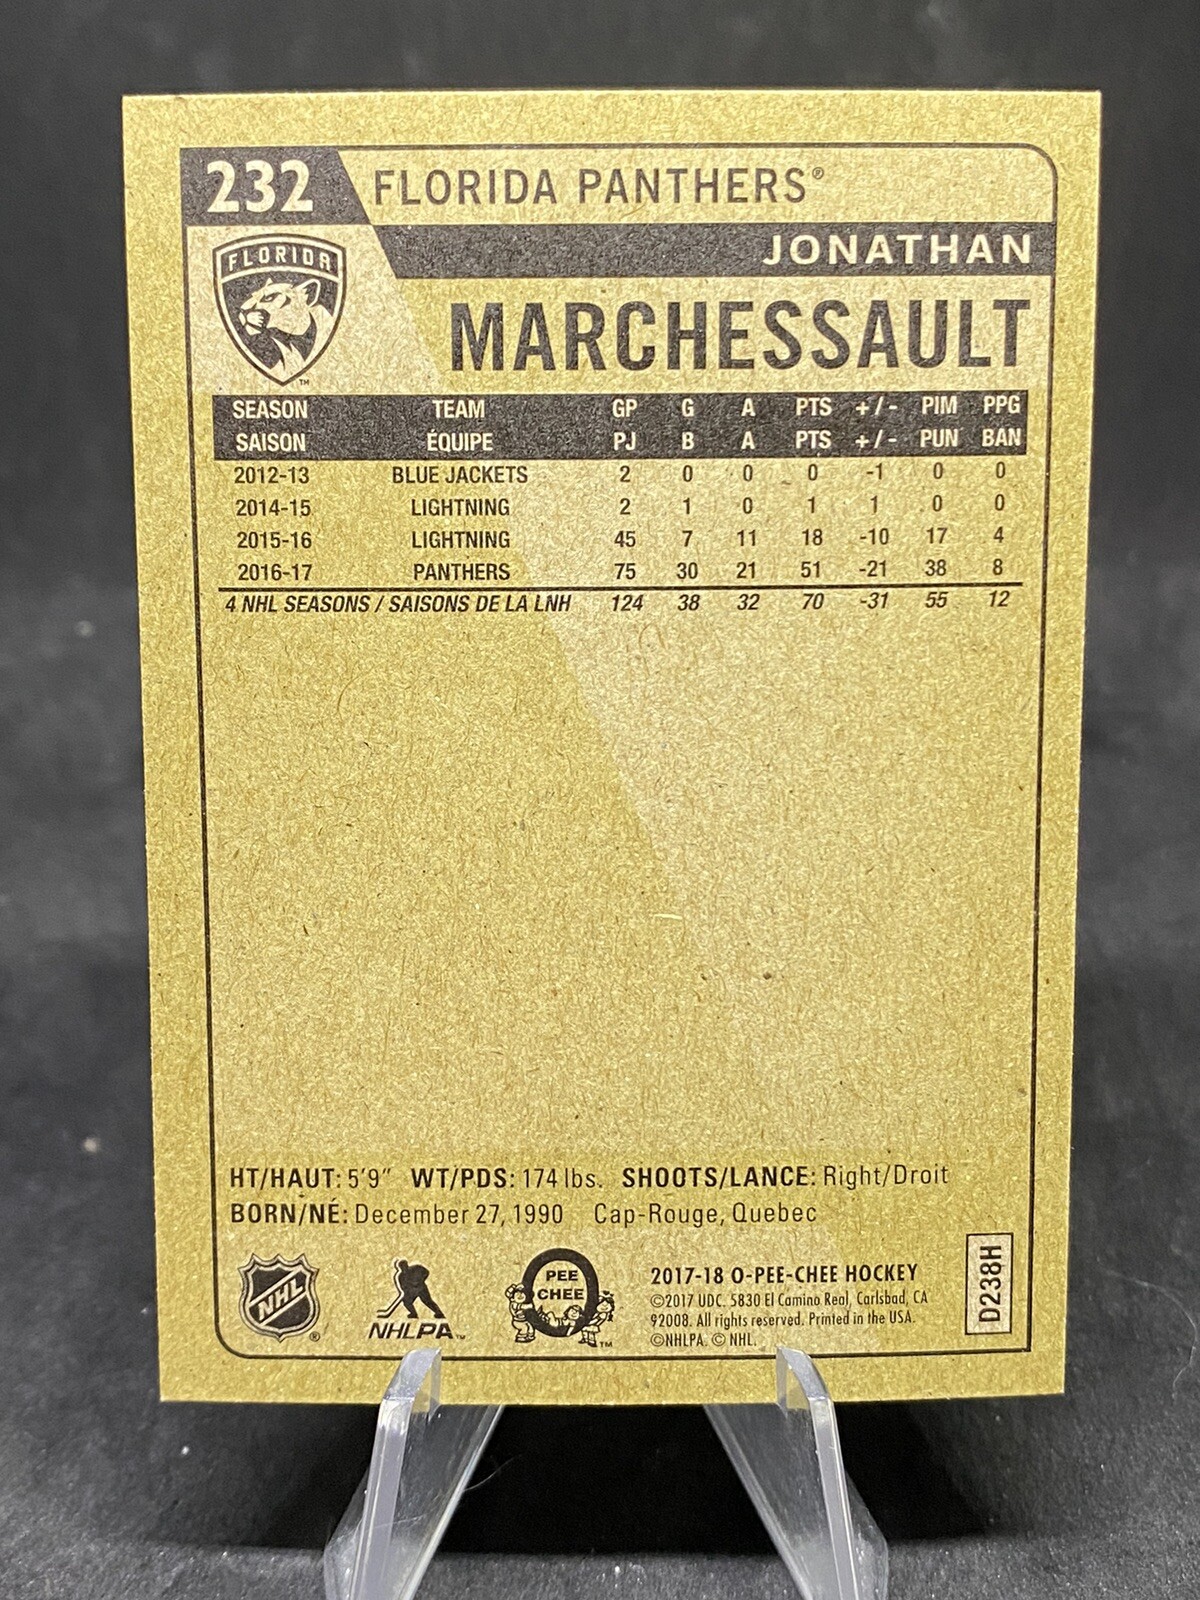 232 FLORIDA PANTHERS®
FLORIDA
TM
JONATHAN
MARCHESSAULT
SEASON TEAM GP G A PTS +/- PIM PPG
SAISON ÉQUIPE PJ B A PTS +/- PUN BAN
2012-13 BLUE JACKETS 2 0 0 0 -1 0 0
2014-15 LIGHTNING 2 1 0 1 1 0 0
2015-16 LIGHTNING 45 7 11 18 -10 17 4
2016-17 PANTHERS 75 30 21 51 -21 38 8
4 NHL SEASONS / SAISONS DE LA LNH 124 38 32 70 -31 55 12
HT/HAUT: 5'9" WT/PDS: 174 lbs. SHOOTS/LANCE: Right/Droit
BORN/NÉ: December 27, 1990 Cap-Rouge, Quebec
NHL ®
NHLPA TM
O
PEE
CHEE
TM
2017-18 O-PEE-CHEE HOCKEY
©2017 UDC. 5830 El Camino Real, Carlsbad, CA
92008. All rights reserved. Printed in the USA.
©NHLPA. © NHL.
D238H